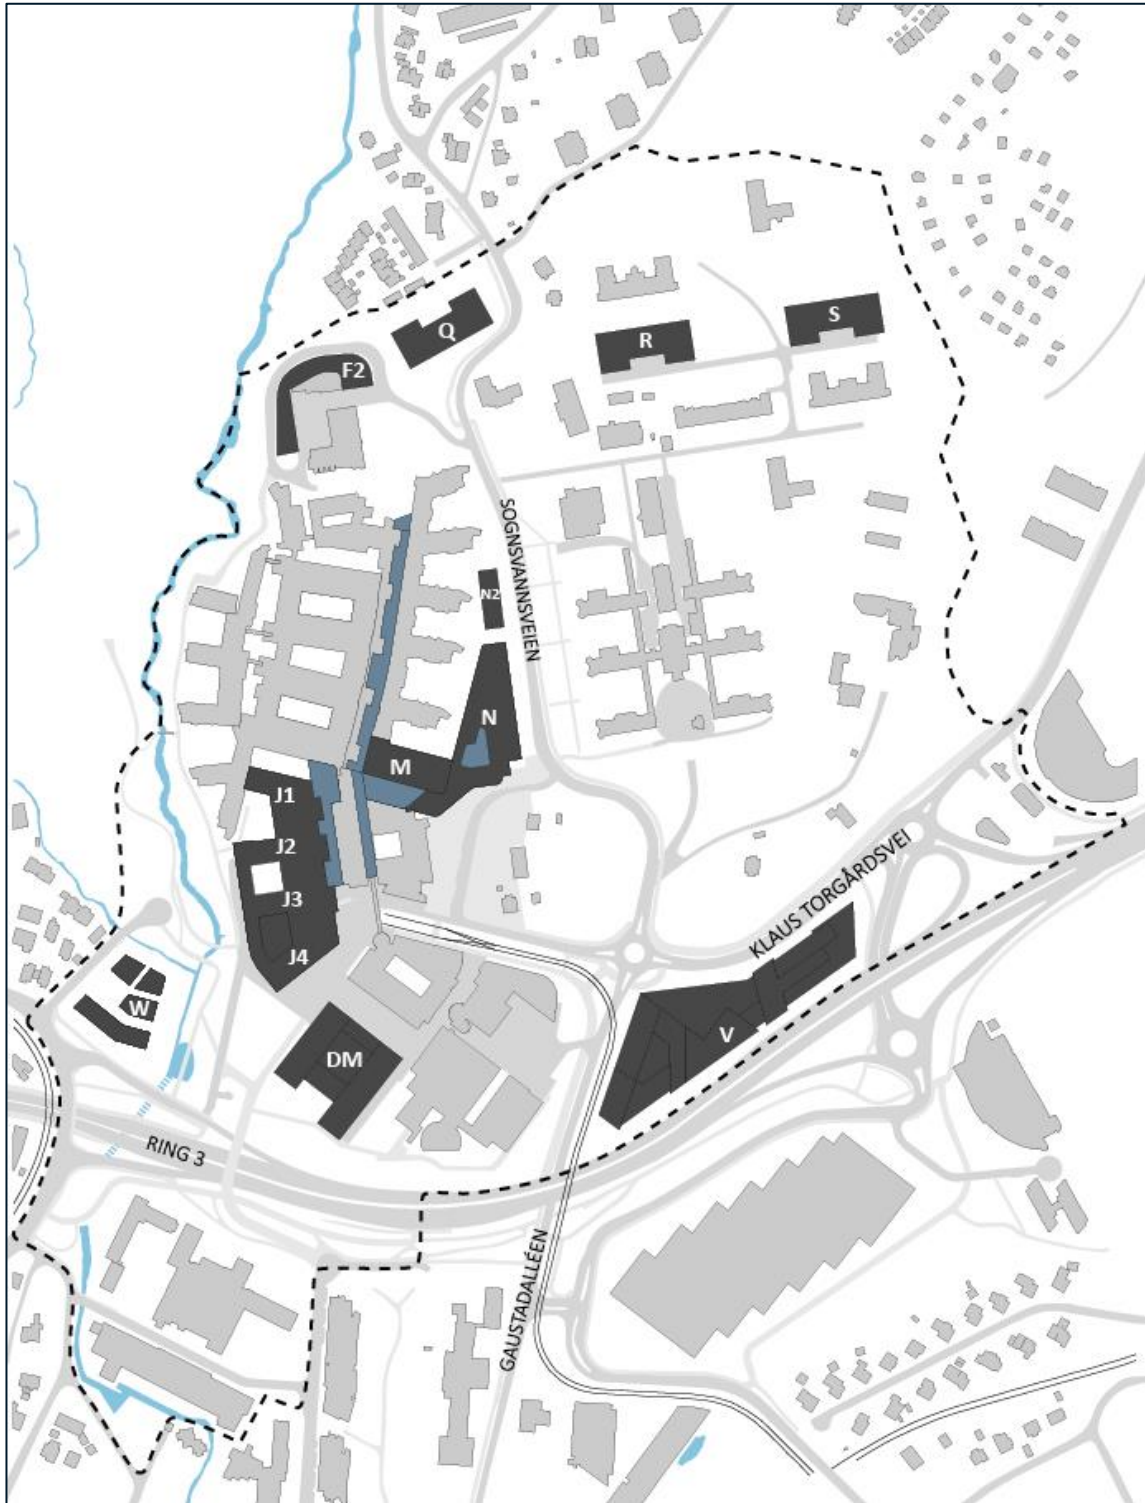 S
Q
R
F2
SOGNSVANNSVEIEN
N2
N
M
J1
J2
KLAUS TORGÅRDSVEI
J3
J4
W
V
DM
RING 3
GAUSTADALLÉEN